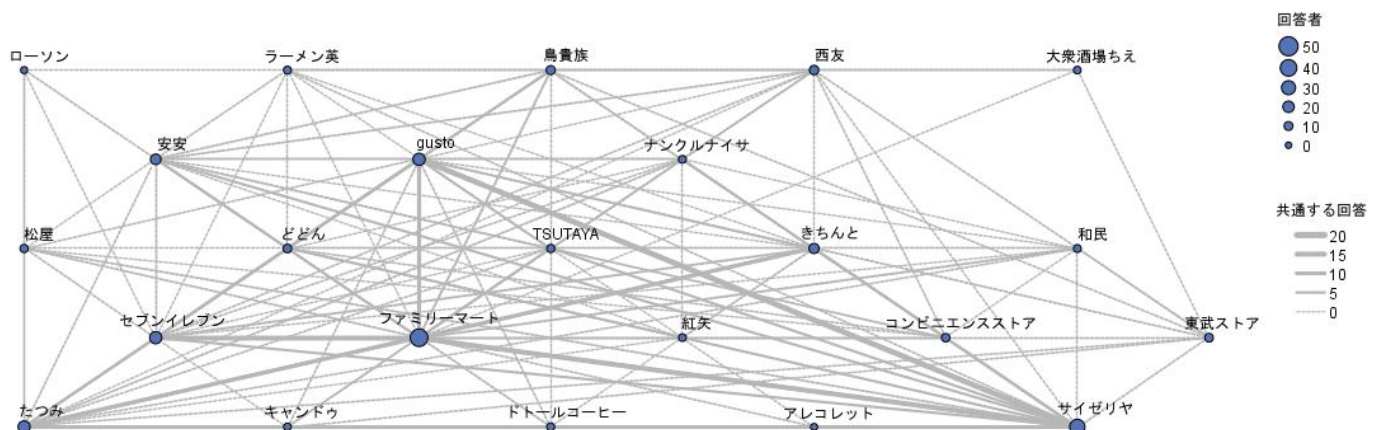 回答者
ローソン
ラーメン英
鳥貴族
西友
大衆酒場ちえ
50
40
30
20
10
0
安安
gusto
ナンクルナイサ
共通する回答
20
15
10
5
0
松屋
どどん
TSUTAYA
きちんと
和民
セブンイレブン
ファミリーマート
紅矢
コンビニエンスストア
東武ストア
たつみ
キャンドゥ
ドトールコーヒー
アレコレット
サイゼリヤ